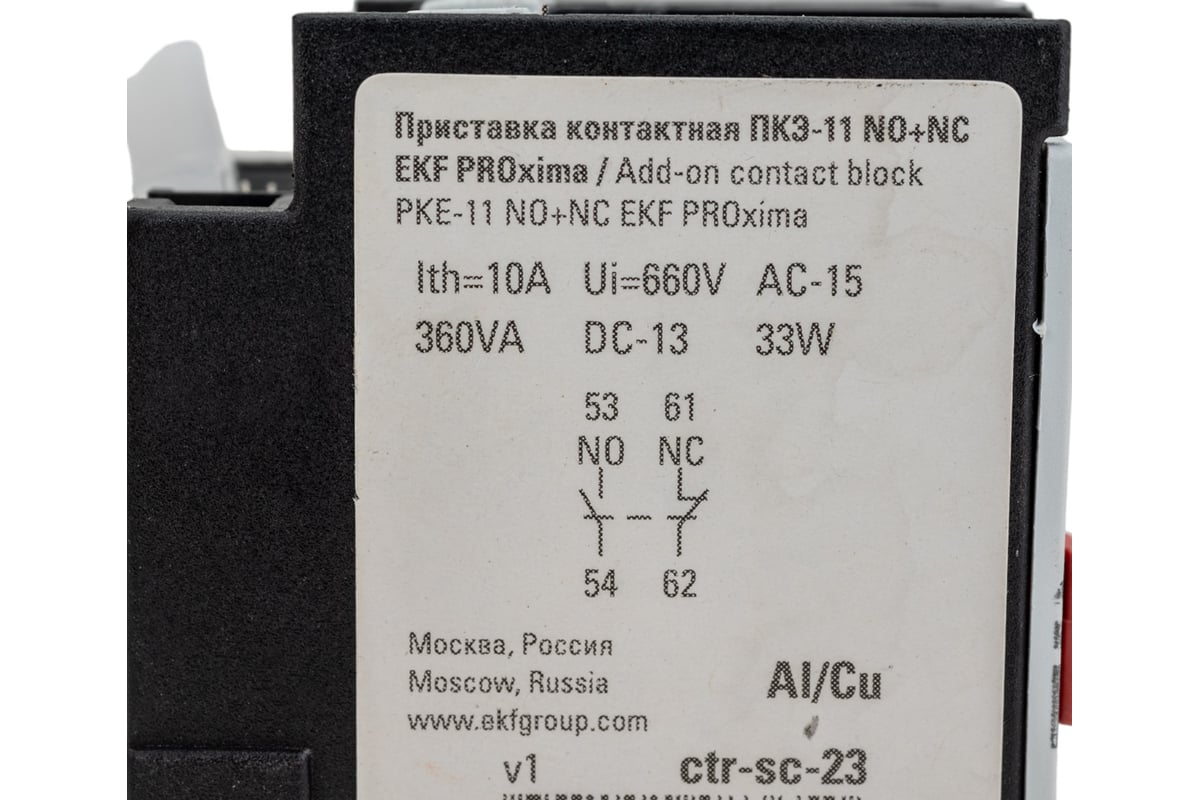 Приставка контактная ПКЭ-11 NO+NC
EKF PROxima / Add-on contact block
PKE-11 NO+NC EKF PROxima
Ith=10A Ui=660V AC-15
360VA DC-13 33W
53 61
NO NC
54 62
Москва, Россия
Moscow, Russia
Al/Cu
www.ekfgroup.com
v1 ctr-sc-23